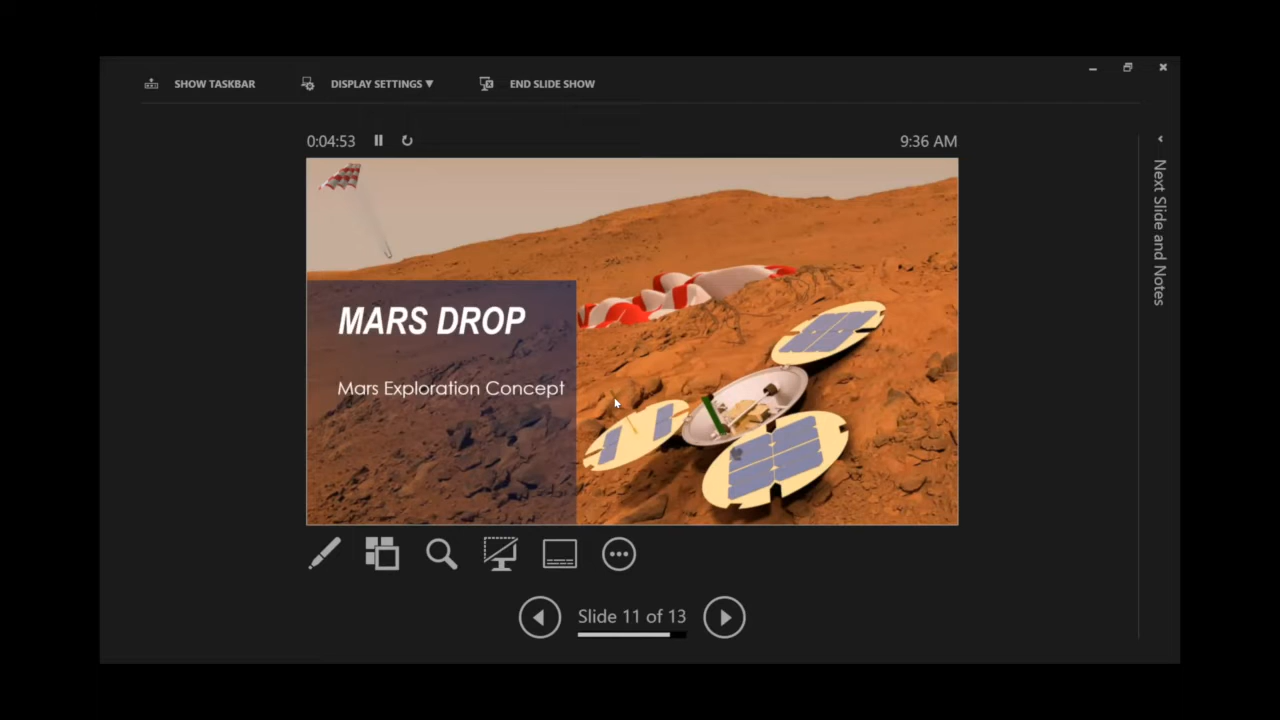 SHOW TASKBAR
DISPLAY SETTINGS ▼
END SLIDE SHOW
0:04:53
9:36 AM
MARS DROP
Mars Exploration Concept
Next Slide and Notes
Slide 11 of 13